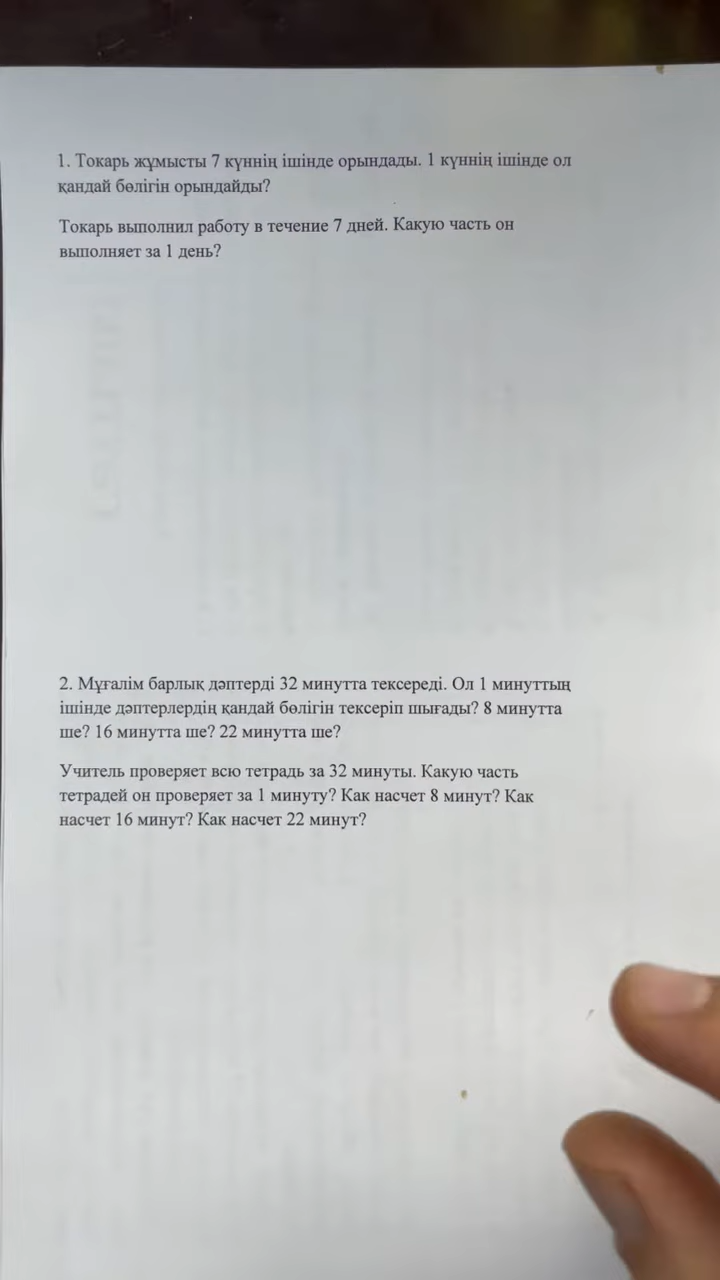 1. Токарь жұмысты 7 күннің ішінде орындады. 1 күннің ішінде ол
қандай бөлігін орындайды?
Токарь выполнил работу в течение 7 дней. Какую часть он
выполняет за 1 день?
2. Мұғалім барлық дәптерді 32 минутта тексереді. Ол 1 минуттың
ішінде дәптерлердің қандай бөлігін тексеріп шығады? 8 минутта
ше? 16 минутта ше? 22 минутта ше?
Учитель проверяет всю тетрадь за 32 минуты. Какую часть
тетрадей он проверяет за 1 минуту? Как насчет 8 минут? Как
насчет 16 минут? Как насчет 22 минут?